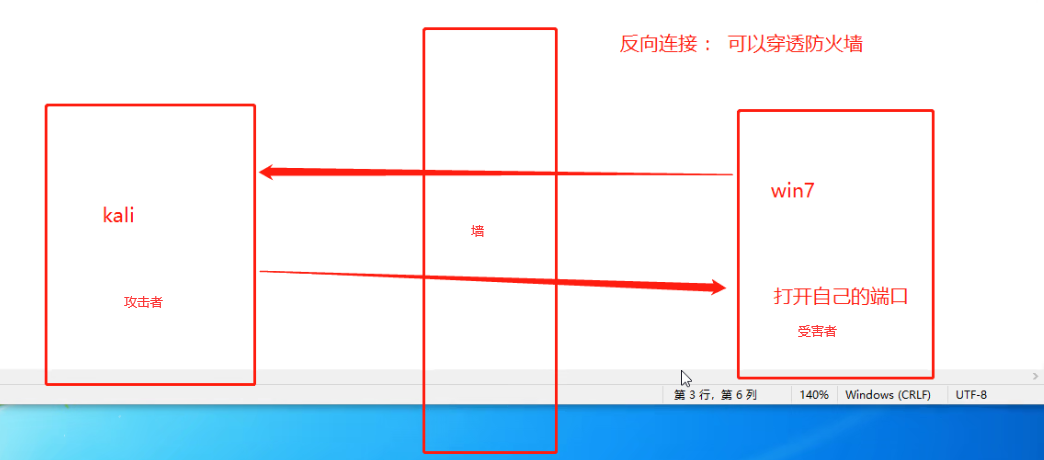 反向连接： 可以穿透防火墙
kali
墙
win7
攻击者
打开自己的端口
受害者
第 3 行，第 6 列 140% Windows (CRLF) UTF-8